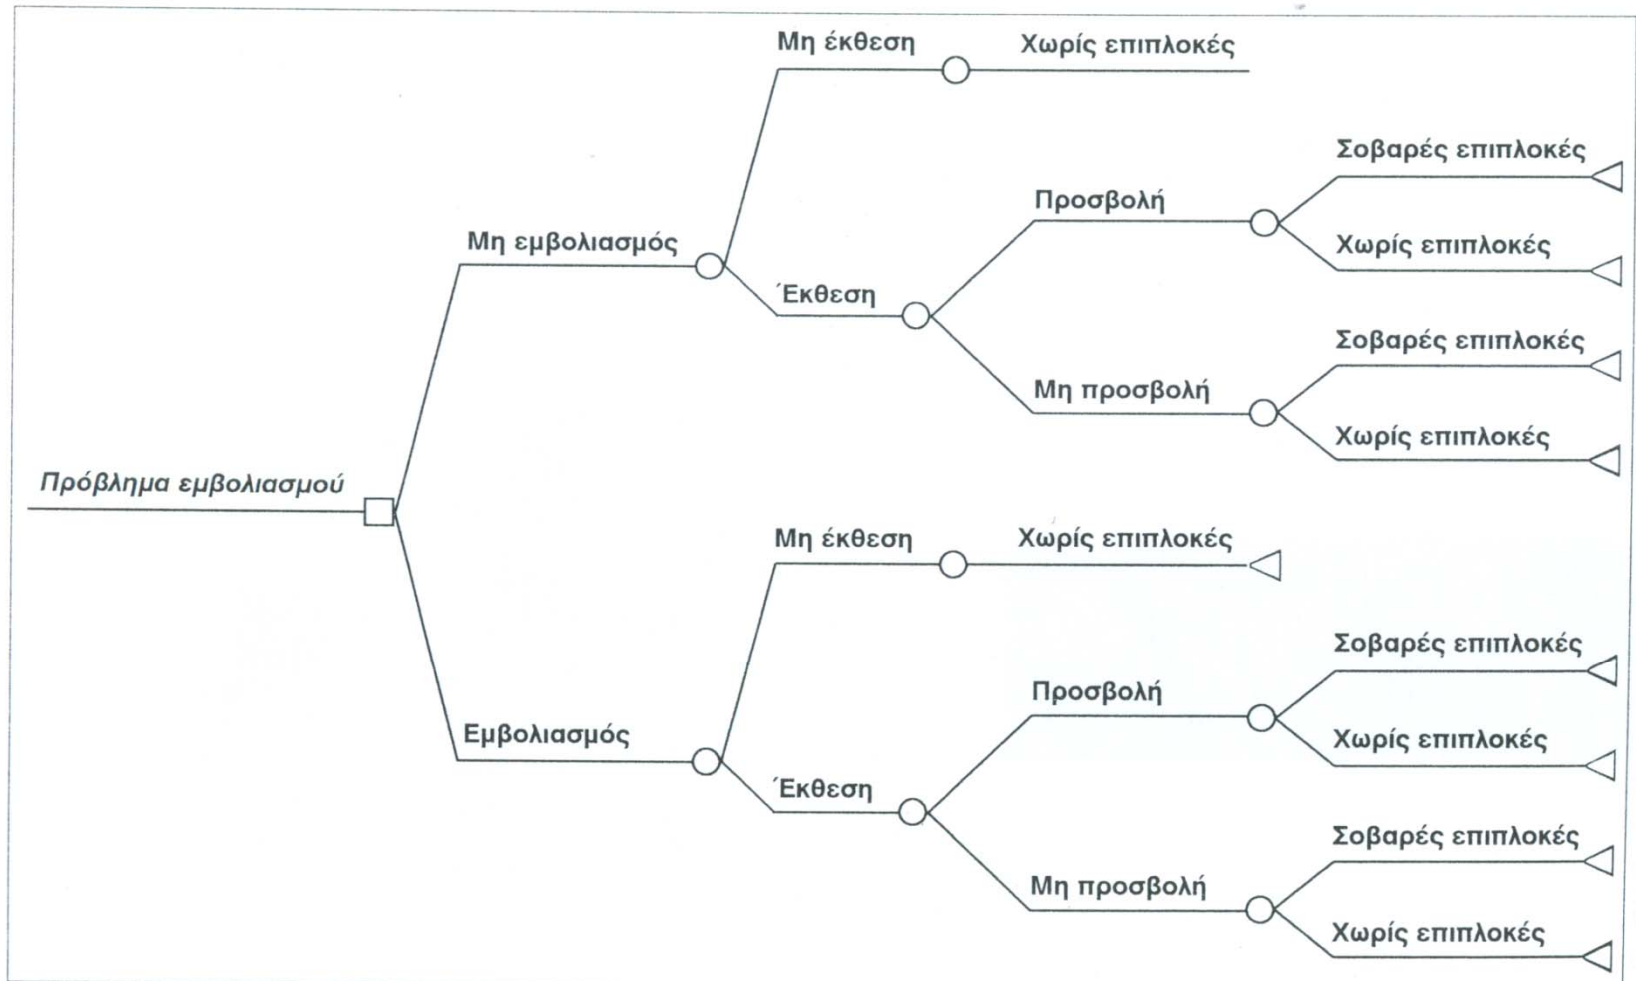 Μη έκθεση
Χωρίς επιπλοκές
Σοβαρές επιπλοκές
Προσβολή
Χωρίς επιπλοκές
Μη εμβολιασμός
Έκθεση
Σοβαρές επιπλοκές
Μη προσβολή
Χωρίς επιπλοκές
Πρόβλημα εμβολιασμού
Μη έκθεση
Χωρίς επιπλοκές
Σοβαρές επιπλοκές
Προσβολή
Χωρίς επιπλοκές
Εμβολιασμός
Έκθεση
Σοβαρές επιπλοκές
Μη προσβολή
Χωρίς επιπλοκές